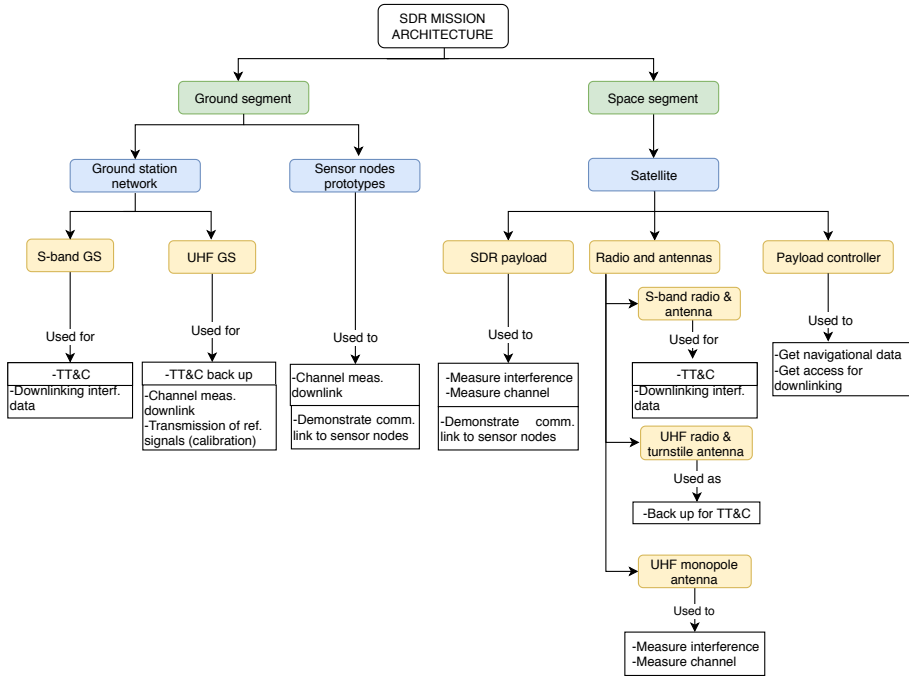 SDR MISSION
ARCHITECTURE
Ground segment
Space segment
Ground station
network
Sensor nodes
prototypes
Satellite
S-band GS
UHF GS
SDR payload
Radio and antennas
Payload controller
S-band radio &
antenna
Used for
-TT&C
-Downlinking interf.
data
Used for
-TT&C back up
-Channel meas.
downlink
-Transmission of ref.
signals (calibration)
Used to
-Channel meas.
downlink
-Demonstrate comm.
link to sensor nodes
Used to
-Measure interference
-Measure channel
-Demonstrate comm.
link to sensor nodes
Used for
-TT&C
-Downlinking interf.
data
Used to
-Get navigational data
-Get access for
downlinking
UHF radio &
turnstile antenna
Used as
-Back up for TT&C
UHF monopole
antenna
Used to
-Measure interference
-Measure channel